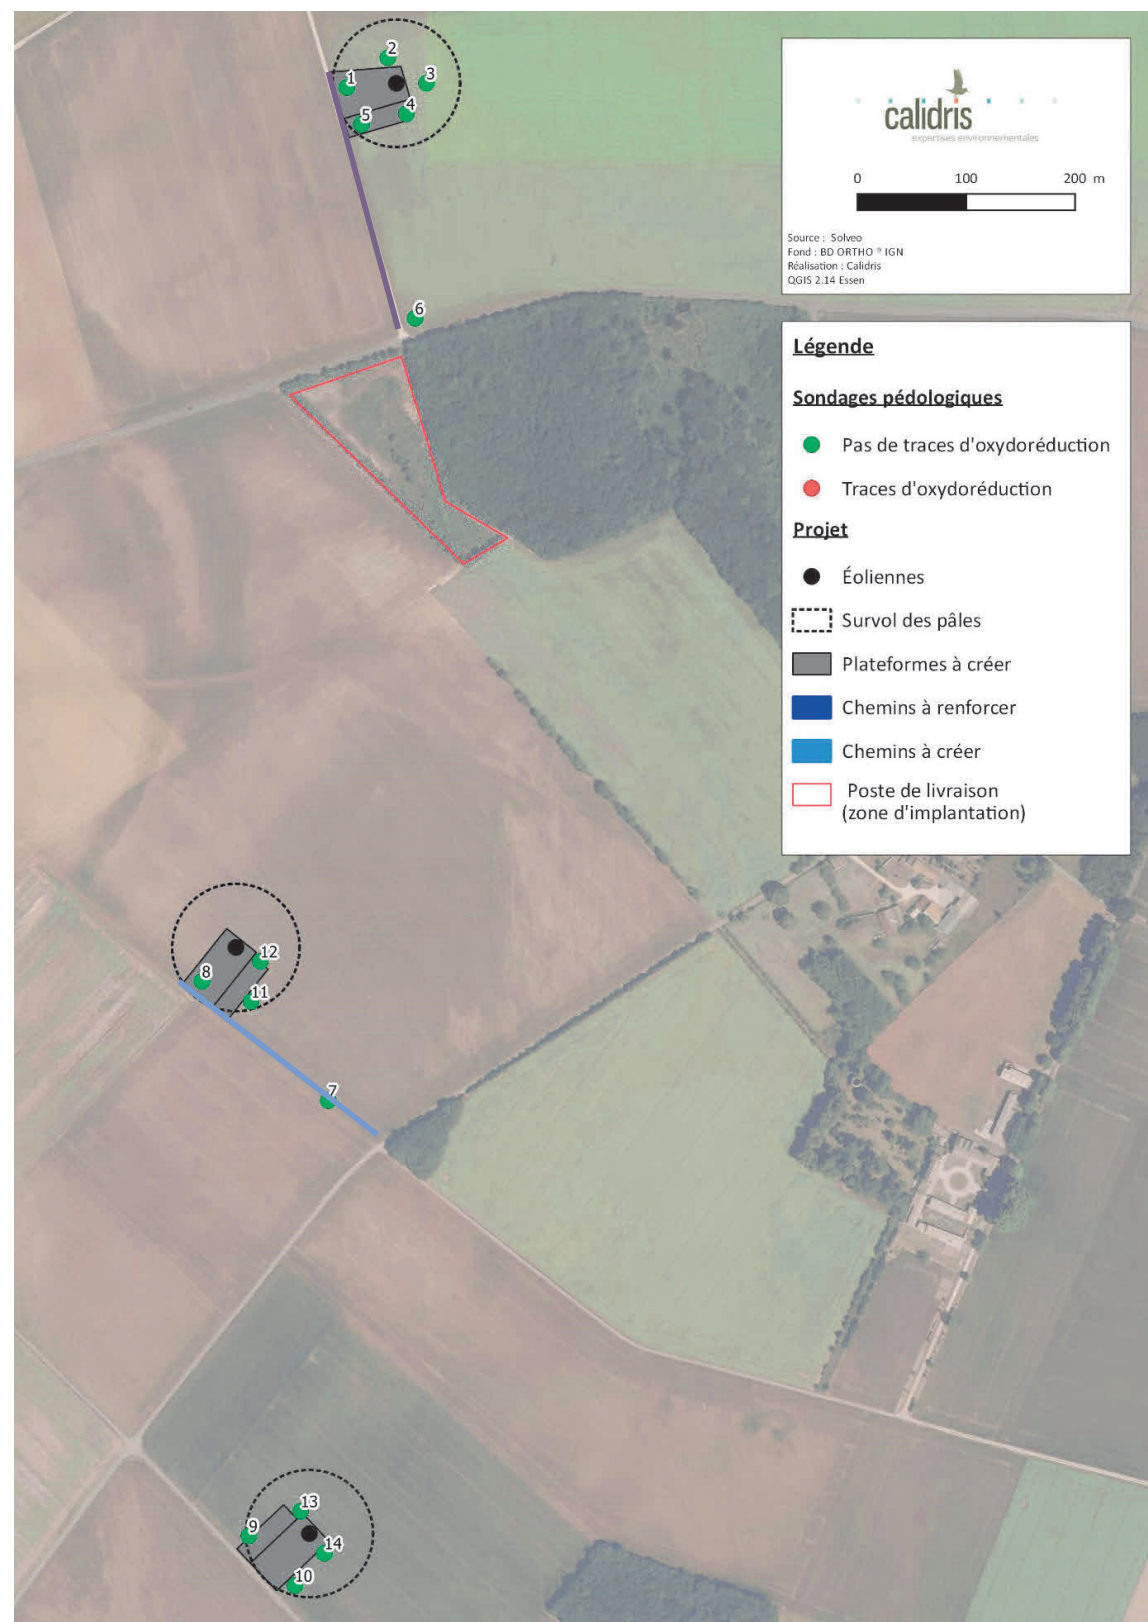 calidris
expertises environnementales
0 100 200 m
Source : Solveo
Fond : BD ORTHO ® IGN
Réalisation : Calidris
QGIS 2.14 Essen
Légende
Sondages pédologiques
Pas de traces d'oxydoréduction
Traces d'oxydoréduction
Projet
Éoliennes
Survol des pâles
Plateformes à créer
Chemins à renforcer
Chemins à créer
Poste de livraison
(zone d'implantation)
2
1
3
4
5
6
12
8
11
7
13
9
14
10